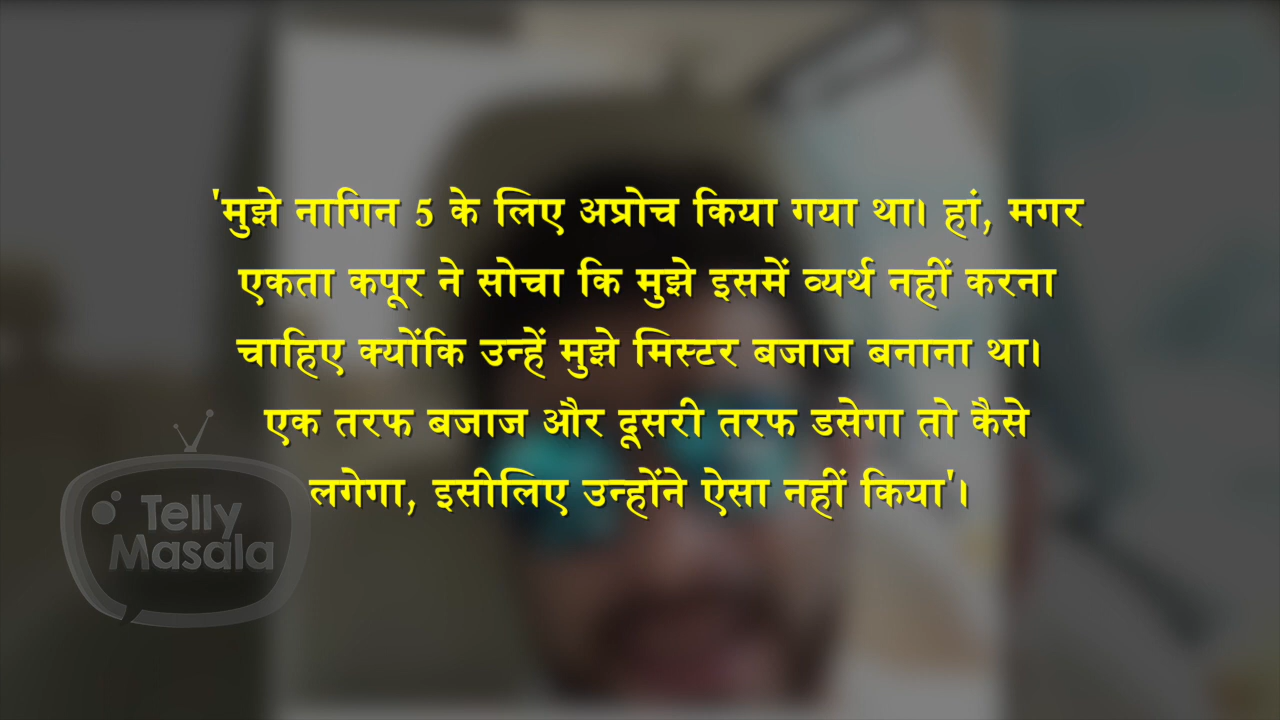 'मुझे नागिन 5 के लिए अप्रोच किया गया था। हां, मगर
एकता कपूर ने सोचा कि मुझे इसमें व्यर्थ नहीं करना
चाहिए क्योंकि उन्हें मुझे मिस्टर बजाज बनाना था।
एक तरफ बजाज और दूसरी तरफ डसेगा तो कैसे
लगेगा, इसीलिए उन्होंने ऐसा नहीं किया'।
Telly
Masala